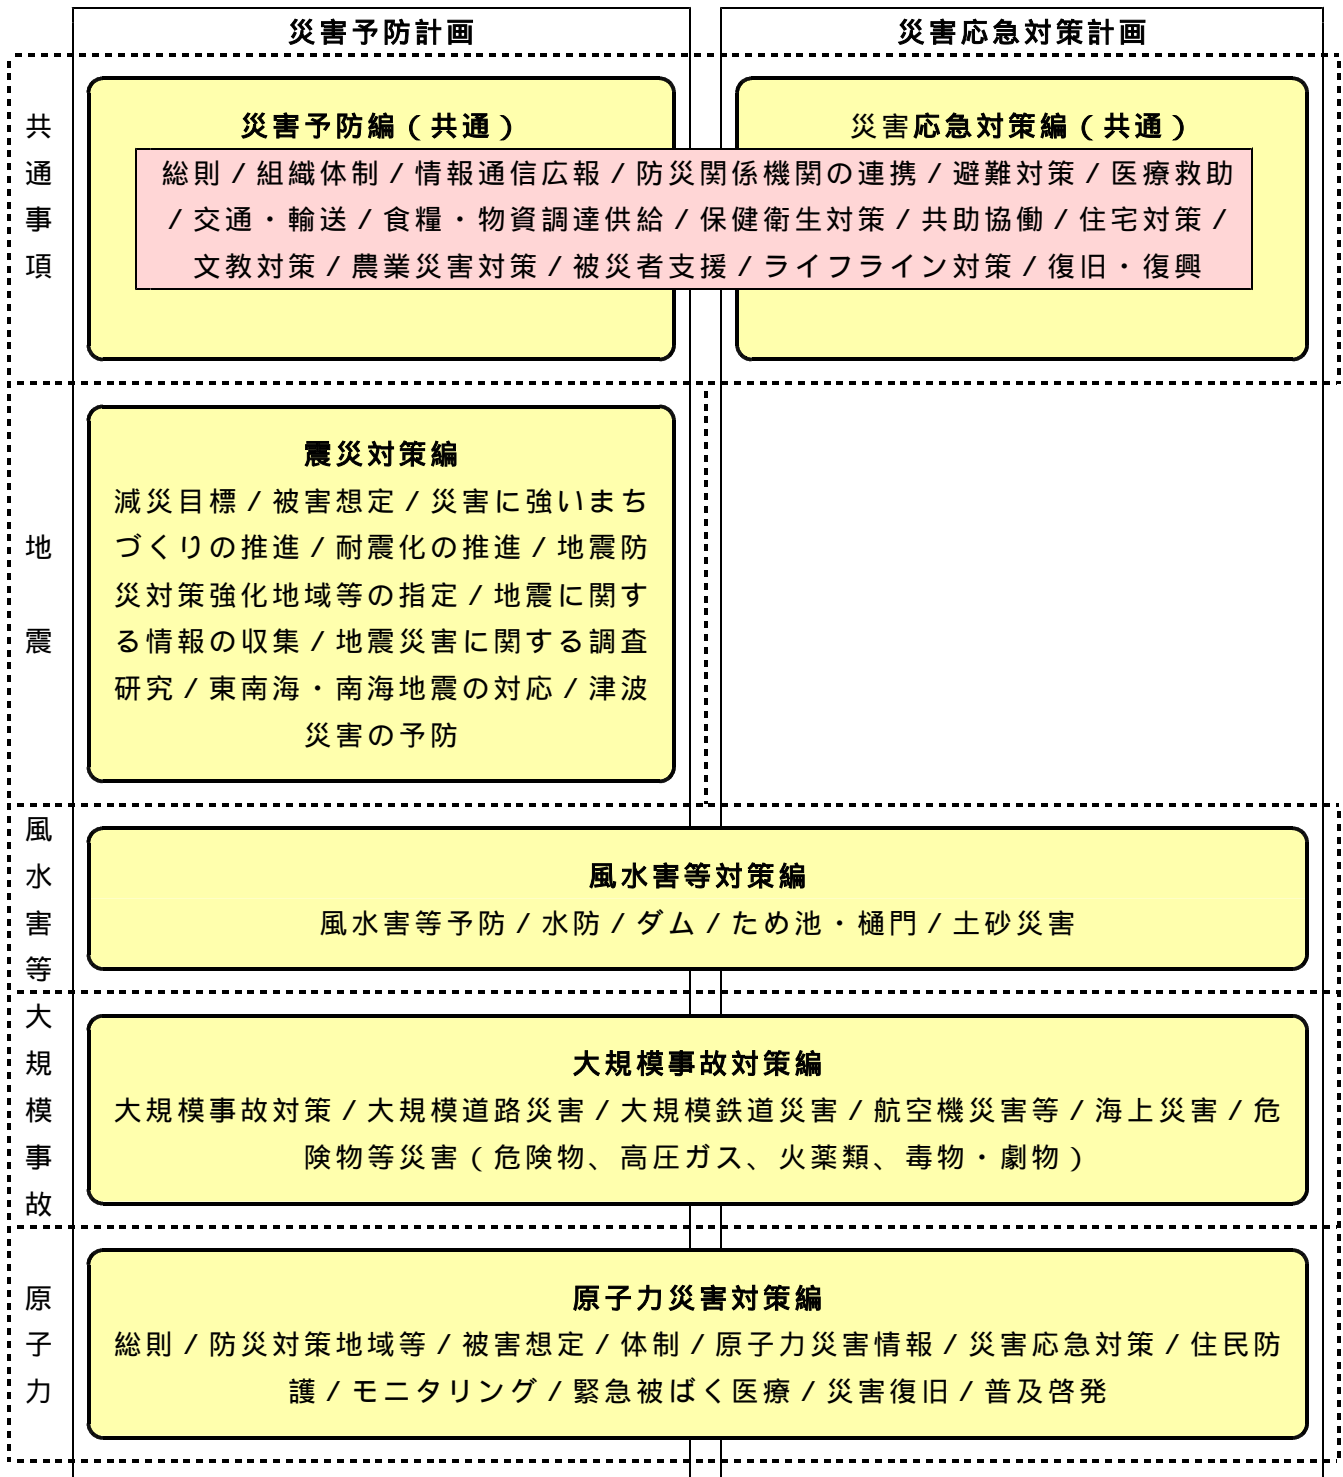 災害予防計画
災害応急対策計画
共通事項
災害予防編（共通）
災害応急対策編（共通）
総則/組織体制/情報通信広報/防災関係機関の連携/避難対策/医療救助
/交通・輸送/食糧・物資調達供給/保健衛生対策/共助協働/住宅対策/
文教対策/農業災害対策/被災者支援/ライフライン対策/復旧・復興
地震
震災対策編
減災目標/被害想定/災害に強いまち
づくりの推進/耐震化の推進/地震防
災対策強化地域等の指定/地震に関す
る情報の収集/地震災害に関する調査
研究/東南海・南海地震の対応/津波
災害の予防
風水害等
風水害等対策編
風水害等予防/水防/ダム/ため池・樋門/土砂災害
大規模事故
大規模事故対策編
大規模事故対策/大規模道路災害/大規模鉄道災害/航空機災害等/海上災害/危
険物等災害（危険物、高圧ガス、火薬類、毒物・劇物）
原子力
原子力災害対策編
総則/防災対策地域等/被害想定/体制/原子力災害情報/災害応急対策/住民防
護/モニタリング/緊急被ばく医療/災害復旧/普及啓発